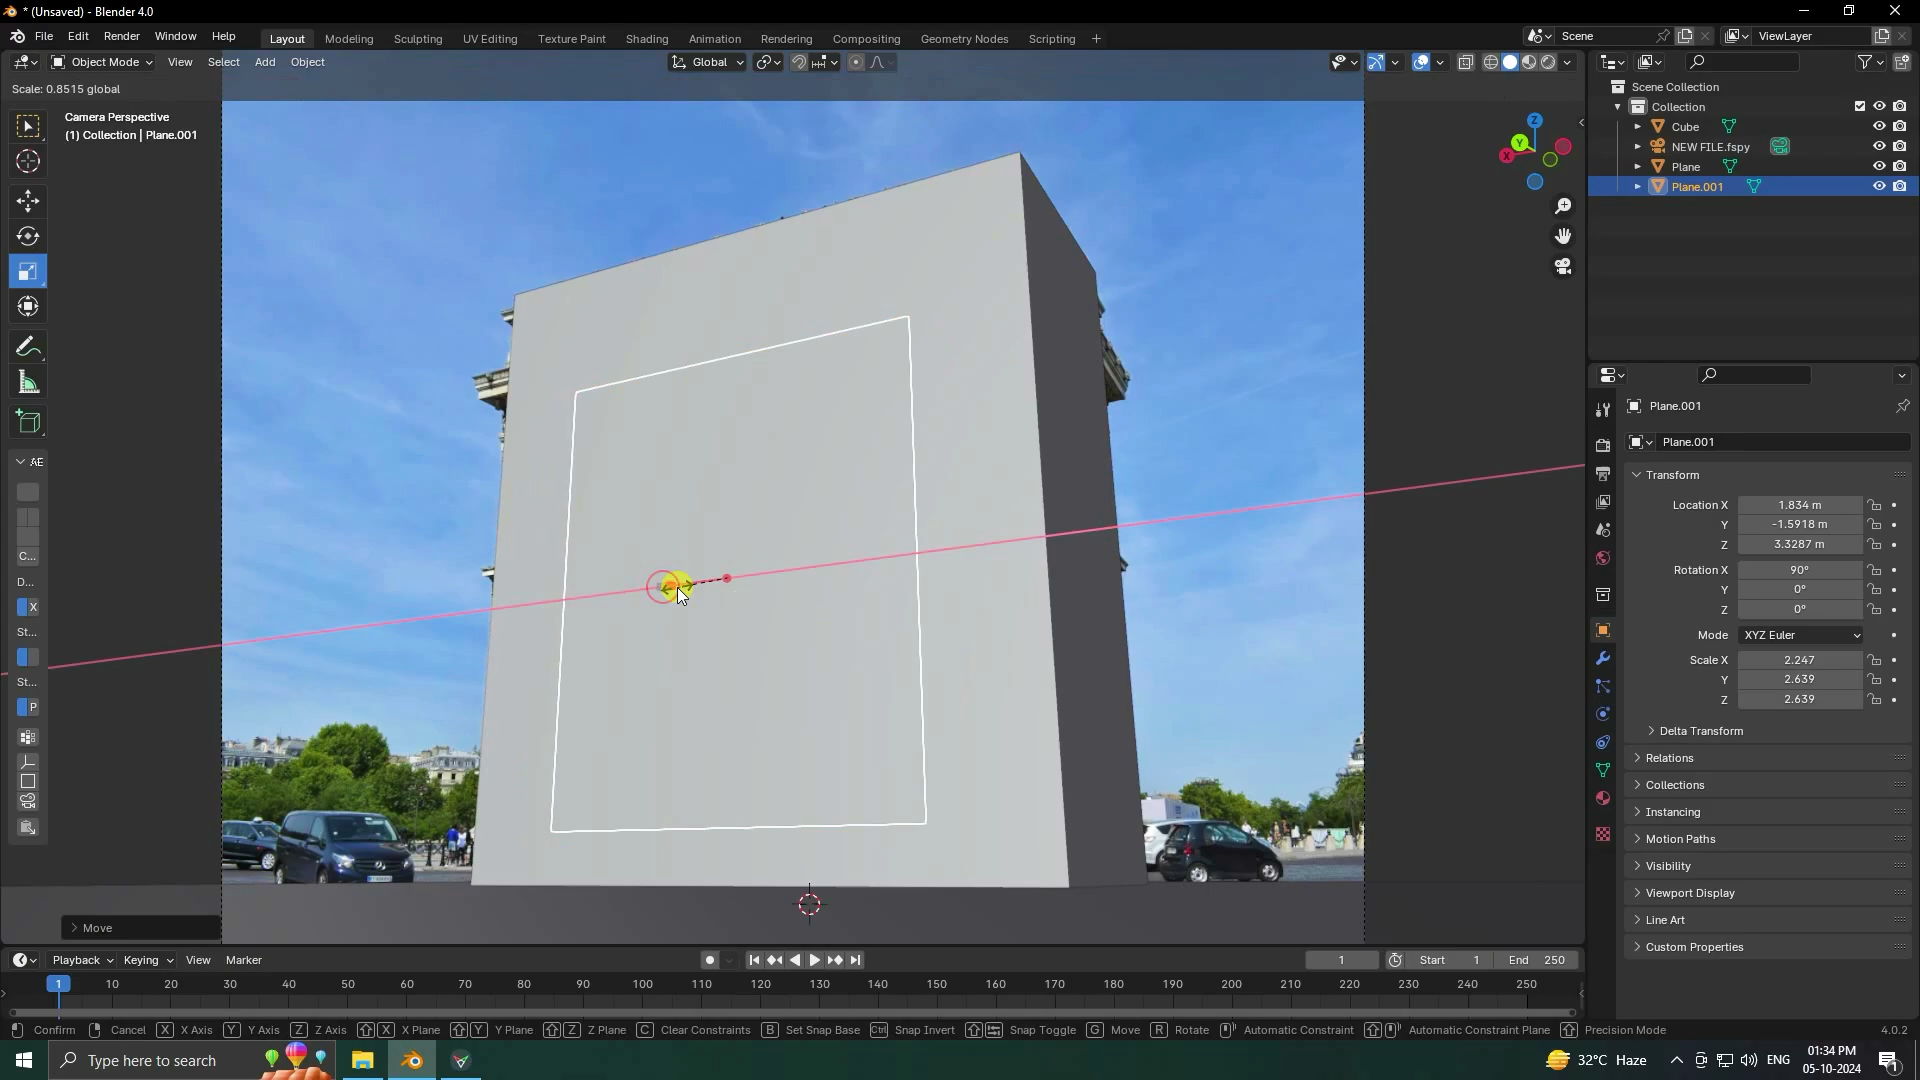 * (Unsaved) - Blender 4.0
File Edit Render Window Help
Layout Modeling Sculpting UV Editing Texture Paint Shading Animation Rendering Compositing Geometry Nodes Scripting +
Scene
ViewLayer
Object Mode View Select Add Object
Global
Scale: 0.8515 global
Camera Perspective
(1) Collection | Plane.001
Z
Y
X
Scene Collection
Collection
Cube
NEW FILE.fspy
Plane
Plane.001
AE
C...
D...
X
St...
St...
P
Move
Plane.001
Plane.001
Transform
Location X 1.834 m
Y -1.5918 m
Z 3.3287 m
Rotation X 90°
Y 0°
Z 0°
Mode XYZ Euler
Scale X 2.247
Y 2.639
Z 2.639
Delta Transform
Relations
Collections
Instancing
Motion Paths
Visibility
Viewport Display
Line Art
Custom Properties
Playback Keying View Marker
1 Start 1 End 250
1 10 20 30 40 50 60 70 80 90 100 110 120 130 140 150 160 170 180 190 200 210 220 230 240 250
Confirm Cancel X X Axis Y Y Axis Z Z Axis X X Plane Y Y Plane Z Z Plane C Clear Constraints B Set Snap Base Ctrl Snap Invert Snap Toggle G Move R Rotate Automatic Constraint Automatic Constraint Plane Precision Mode 4.0.2
Type here to search
32°C Haze
ENG
01:34 PM
05-10-2024
1